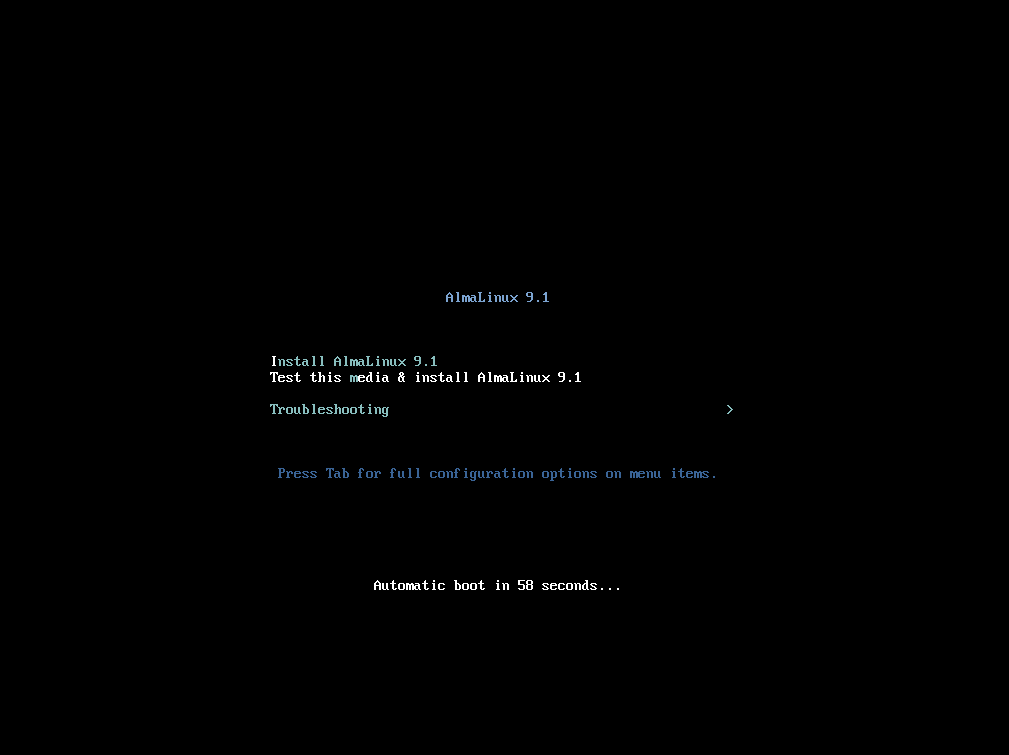 AlmaLinux 9.1
Install AlmaLinux 9.1
Test this media & install AlmaLinux 9.1
Troubleshooting >
Press Tab for full configuration options on menu items.
Automatic boot in 58 seconds...